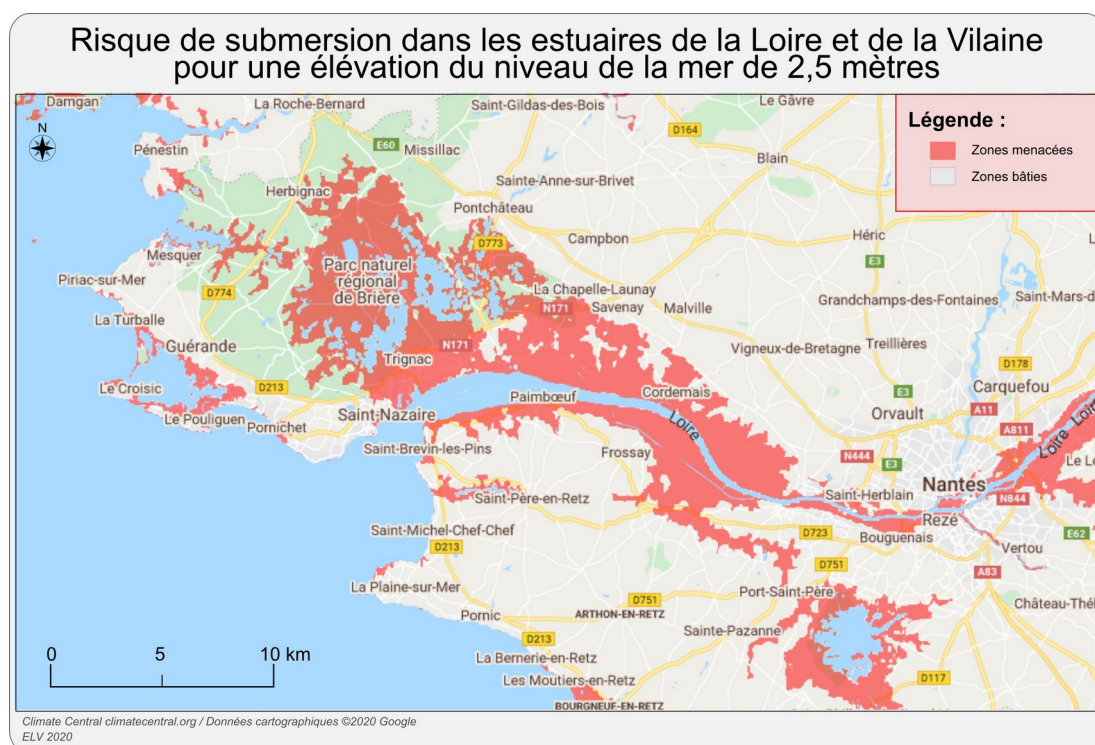 Risque de submersion dans les estuaires de la Loire et de la Vilaine
pour une élévation du niveau de la mer de 2,5 mètres
Légende :
Zones menacées
Zones bâties
N
Damgan
La Roche-Bernard
Saint-Gildas-des-Bois
Le Gâvre
D164
Pénestin
E60
Missillac
Blain
Herbignac
Sainte-Anne-sur-Brivet
Pontchâteau
Mesquer
D773
Campbon
Héric
E3
Piriac-sur-Mer
Parc naturel
régional
de Brière
D774
La Chapelle-Launay
Grandchamps-des-Fontaines
Saint-Mars-d
La Turballe
N171
Savenay
Malville
Guérande
N171
Vigneux-de-Bretagne
Treillières
Trignac
D178
Le Croisic
D213
Cordemais
E3
Carquefou
Paimbœuf
Le Pouliguen
Saint-Nazaire
Orvault
A11
Pornichet
Loire
A811
Loire
Loir
Saint-Brevin-les-Pins
Frossay
N444
E3
Le Lo
Nantes
Saint-Père-en-Retz
Saint-Herblain
N844
Rezé
Saint-Michel-Chef-Chef
D723
Bouguenais
E62
D213
Vertou
D751
A83
La Plaine-sur-Mer
Port-Saint-Père
Château-Thé
D751
Pornic
ARTHON-EN-RETZ
Sainte-Pazanne
D213
La Bernerie-en-Retz
Les Moutiers-en-Retz
D117
BOURGNEUF-EN-RETZ
0 5 10 km
Climate Central climatecentral.org / Données cartographiques ©2020 Google
ELV 2020